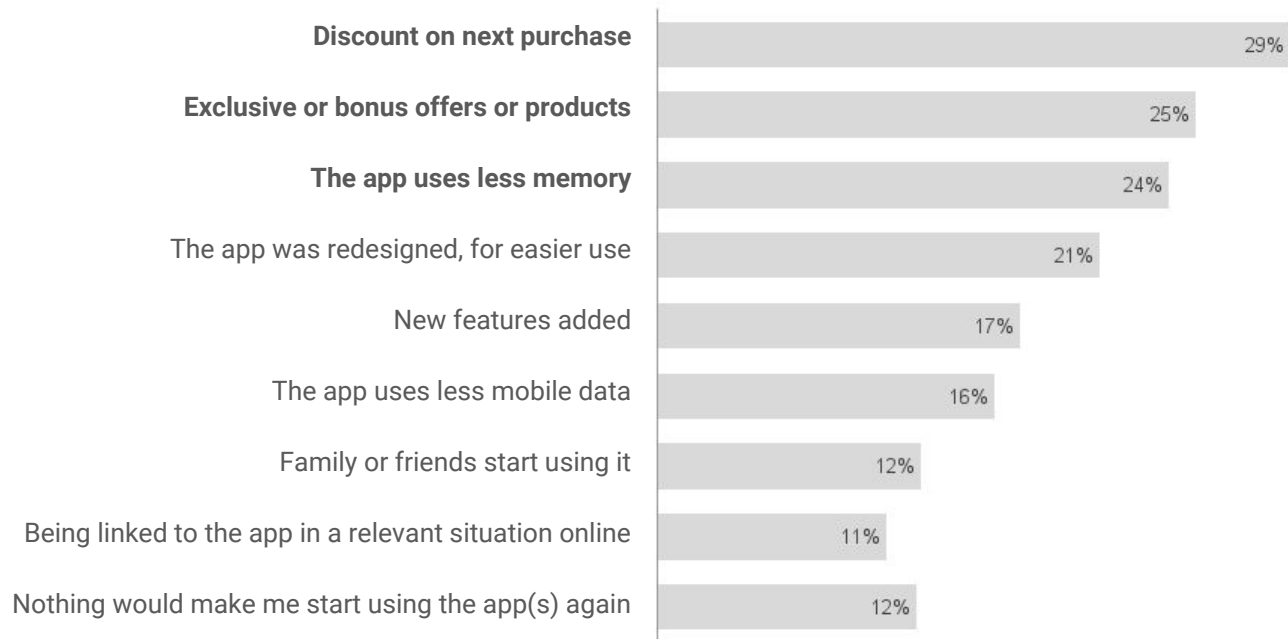 Discount on next purchase 29%
Exclusive or bonus offers or products 25%
The app uses less memory 24%
The app was redesigned, for easier use 21%
New features added 17%
The app uses less mobile data 16%
Family or friends start using it 12%
Being linked to the app in a relevant situation online 11%
Nothing would make me start using the app(s) again 12%